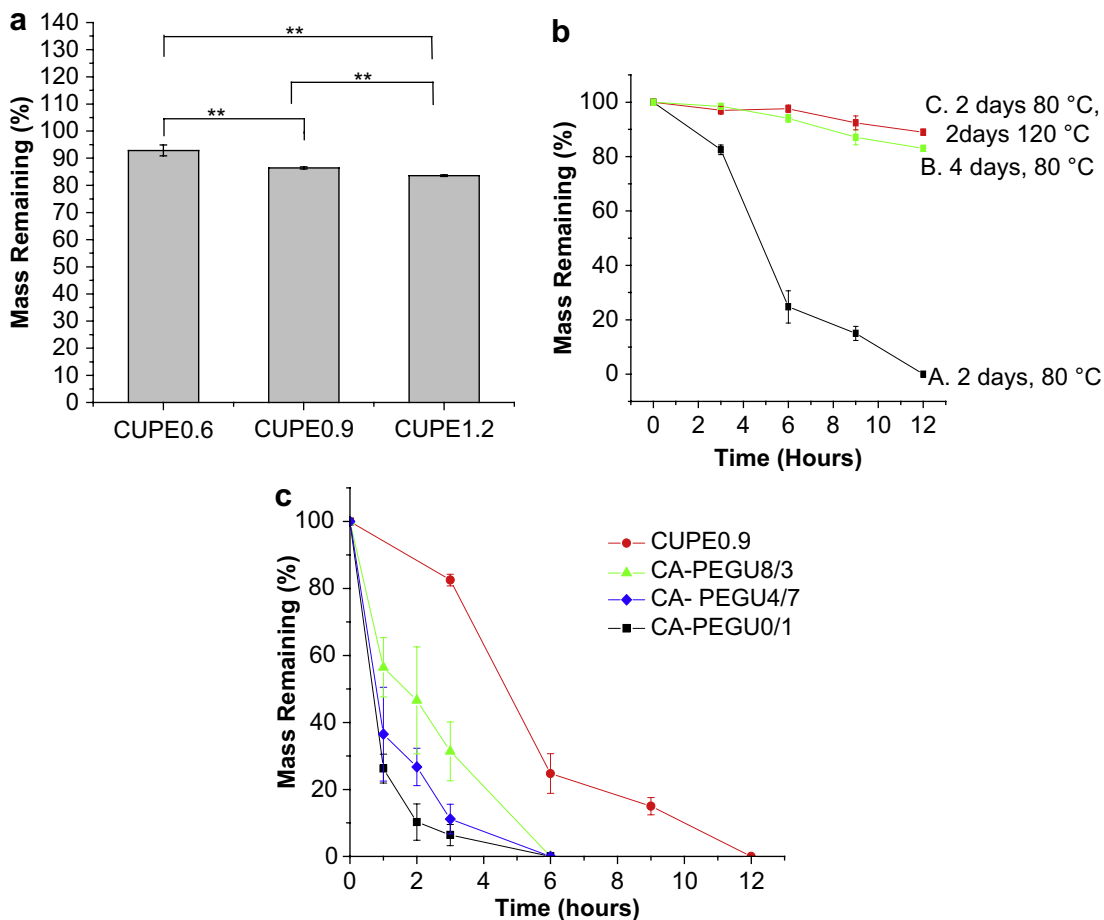 a
140
130
120
110
100
90
80
70
60
50
40
30
20
10
0
Mass Remaining (%)
**
**
**
CUPE0.6 CUPE0.9 CUPE1.2
b
100
80
60
40
20
0
Mass Remaining (%)
C. 2 days 80 °C,
2days 120 °C
B. 4 days, 80 °C
A. 2 days, 80 °C
0 2 4 6 8 10 12
Time (Hours)
c
100
80
60
40
20
0
Mass Remaining (%)
CUPE0.9
CA-PEGU8/3
CA- PEGU4/7
CA-PEGU0/1
0 2 4 6 8 10 12
Time (hours)